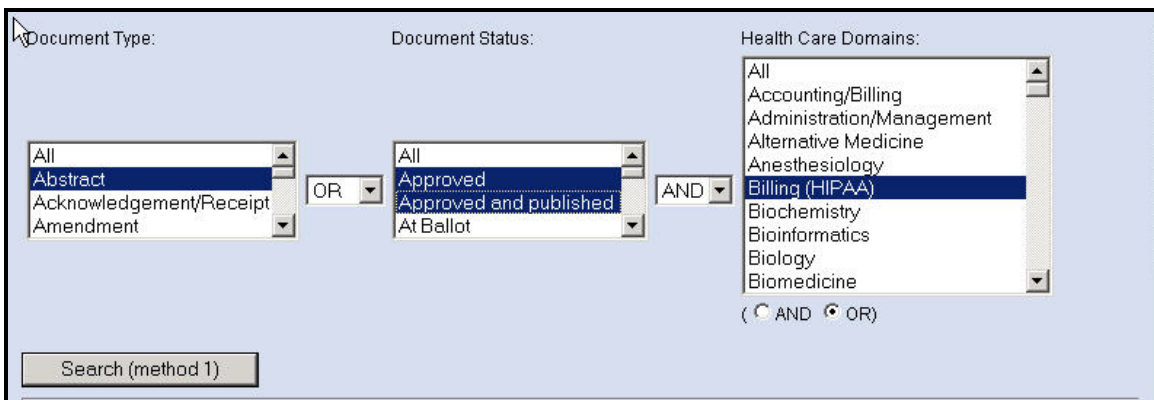 Document Type:
Document Status:
Health Care Domains:
All
Abstract
Acknowledgement/Receipt
Amendment
OR
All
Approved
Approved and published
At Ballot
AND
All
Accounting/Billing
Administration/Management
Alternative Medicine
Anesthesiology
Billing (HIPAA)
Biochemistry
Bioinformatics
Biology
Biomedicine
( AND OR)
Search (method 1)